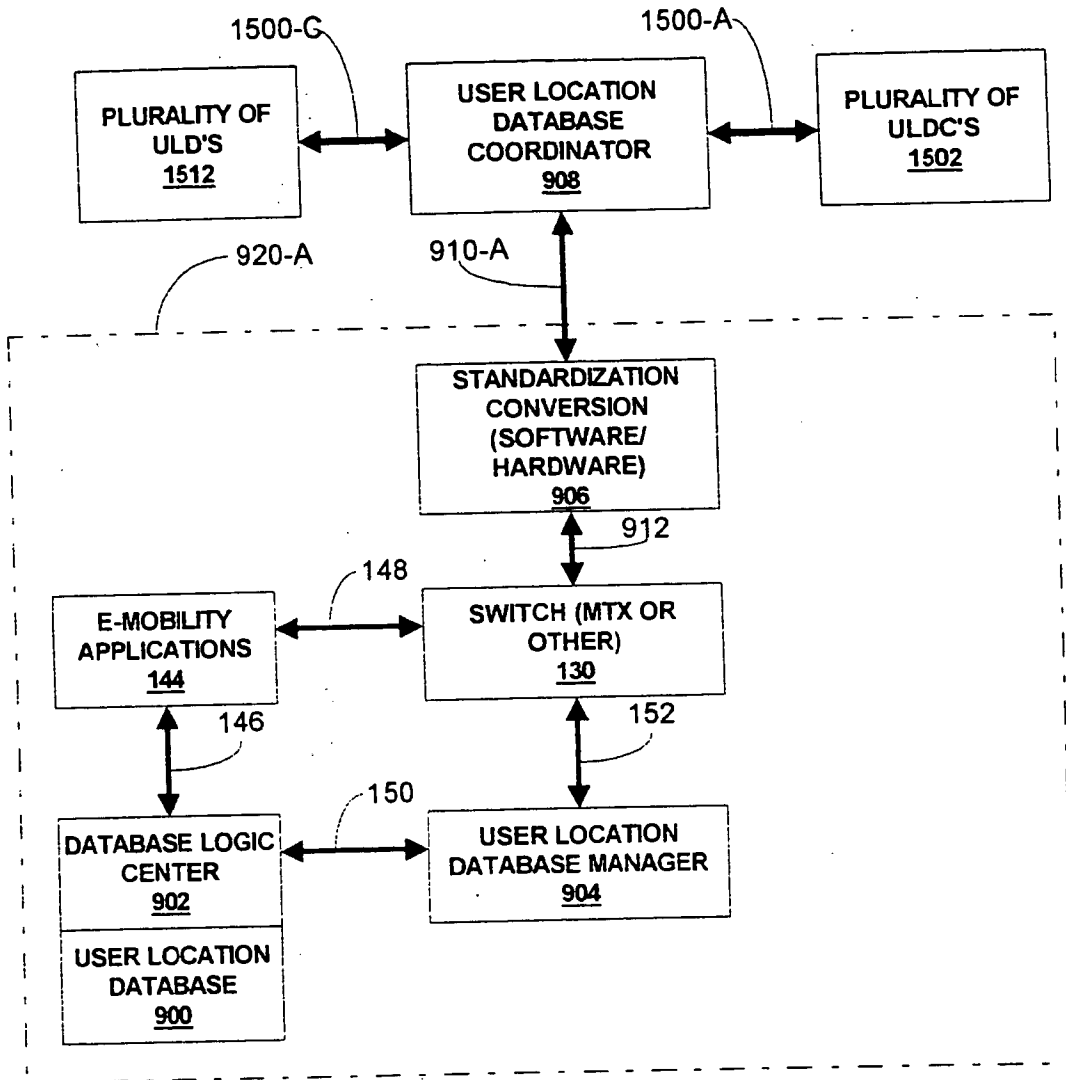 1500-C
1500-A
PLURALITY OF
ULD'S
1512
USER LOCATION
DATABASE
COORDINATOR
908
PLURALITY OF
ULDC'S
1502
920-A
910-A
STANDARDIZATION
CONVERSION
(SOFTWARE/
HARDWARE)
906
912
148
E-MOBILITY
APPLICATIONS
144
SWITCH (MTX OR
OTHER)
130
146
152
150
DATABASE LOGIC
CENTER
902
USER LOCATION
DATABASE MANAGER
904
USER LOCATION
DATABASE
900